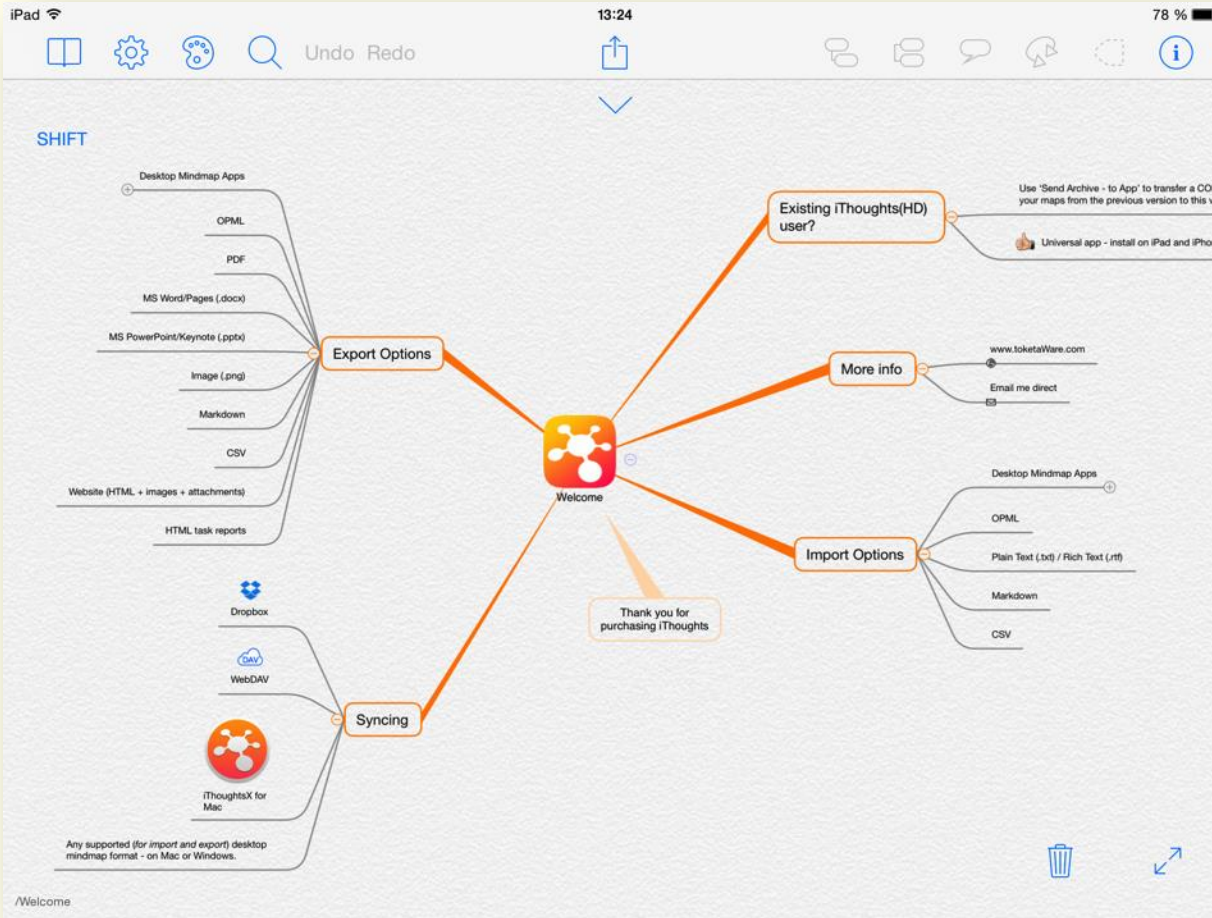 iPad
13:24
78 %
Undo Redo
SHIFT
Desktop Mindmap Apps
OPML
PDF
MS Word/Pages (.docx)
MS PowerPoint/Keynote (.pptx)
Image (.png)
Markdown
CSV
Website (HTML + images + attachments)
HTML task reports
Export Options
Dropbox
DAV
WebDAV
iThoughtsX for
Mac
Any supported (for import and export) desktop
mindmap format - on Mac or Windows.
Syncing
Welcome
Thank you for
purchasing iThoughts
Existing iThoughts(HD)
user?
Use 'Send Archive - to App' to transfer a CO
your maps from the previous version to this v
Universal app - install on iPad and iPho
More info
www.toketaWare.com
Email me direct
Import Options
Desktop Mindmap Apps
OPML
Plain Text (.txt) / Rich Text (.rtf)
Markdown
CSV
/Welcome